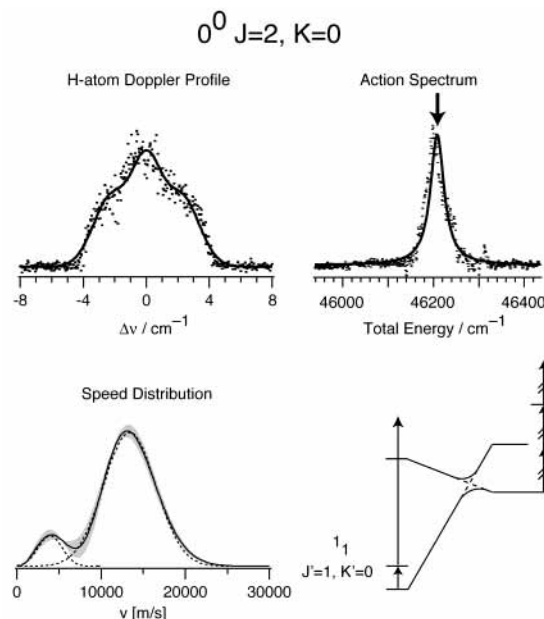 0⁰ J=2, K=0
H-atom Doppler Profile
-8 -4 0 4 8
Δν / cm⁻¹
Action Spectrum
46000 46200 46400
Total Energy / cm⁻¹
Speed Distribution
0 10000 20000 30000
v [m/s]
1₁
J'=1, K'=0